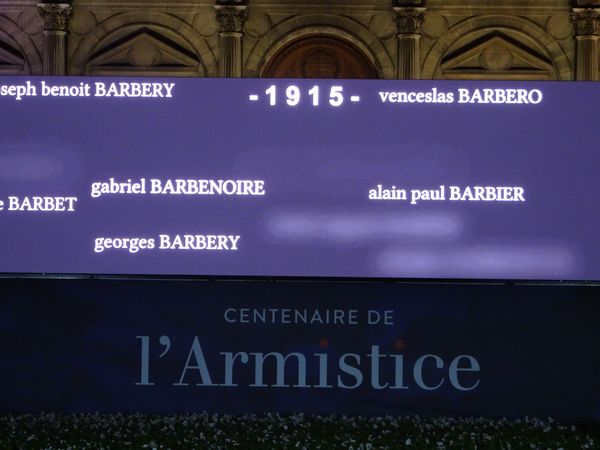 seph benoit BARBERY
-1915-
venceslas BARBERO
gabriel BARBENOIRE
alain paul BARBIER
e BARBET
georges BARBERY
CENTENAIRE DE
l'Armistice